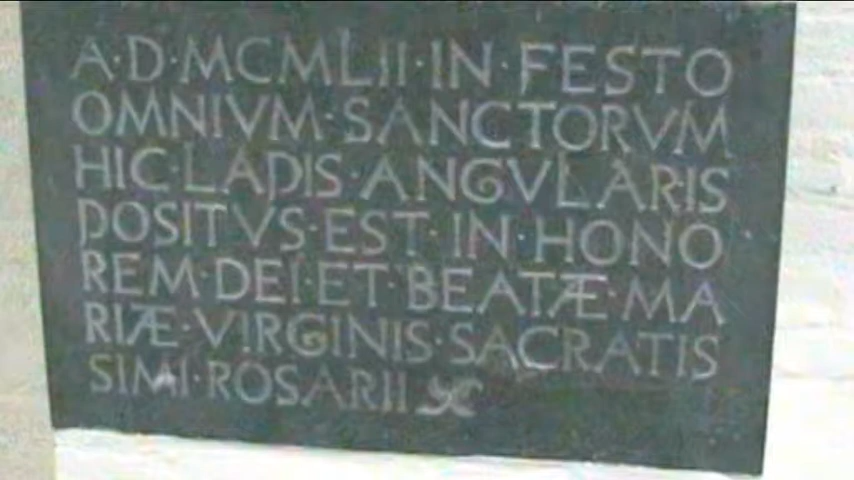 A·D·MCMLII·IN·FESTO
OMNIVM·SANCTORVM
HIC·LAPIS·ANGVLARIS
POSITVS·EST·IN·HONO
REM·DEI·ET·BEATÆ·MA
RIÆ·VIRGINIS·SACRATIS
SIMI·ROSARII